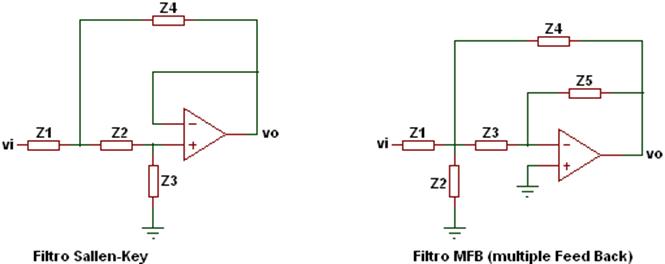 Z4
Z1
Z2
vi
vo
Z3
−
+
Filtro Sallen-Key
Z4
Z5
Z1
Z3
vi
vo
Z2
−
+
Filtro MFB (multiple Feed Back)